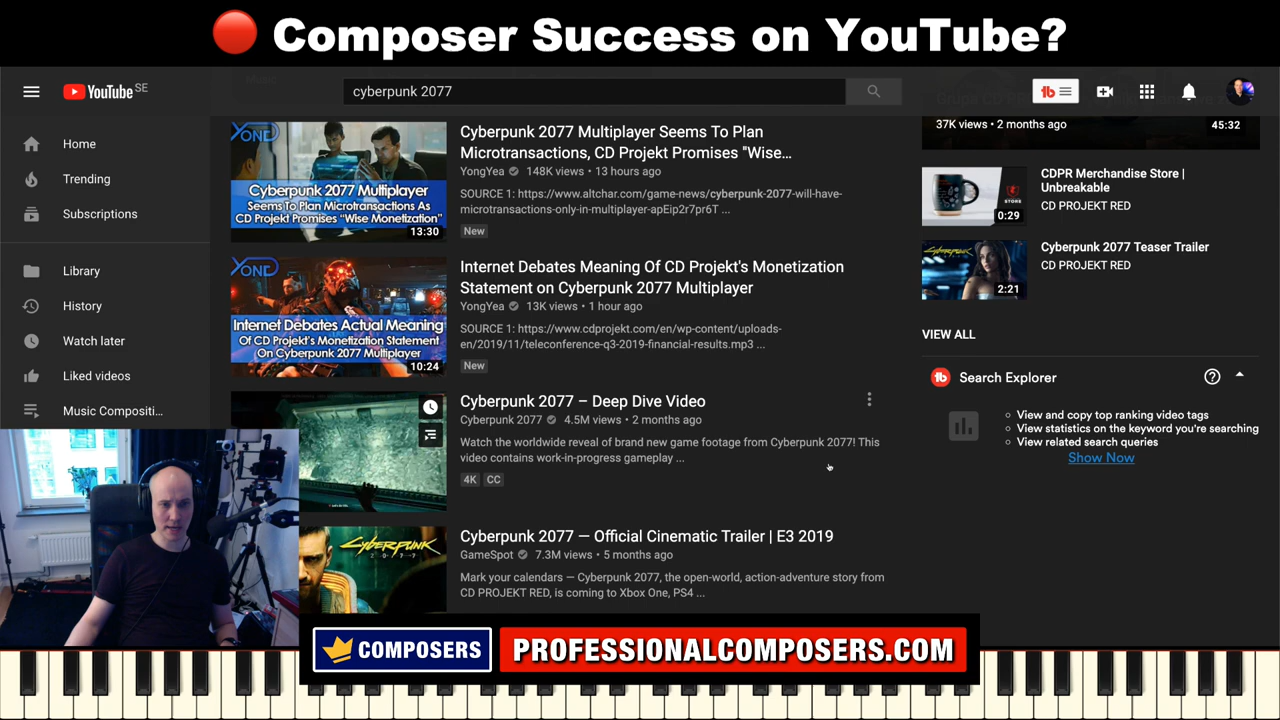 🔴 Composer Success on YouTube?
YouTube SE
cyberpunk 2077
Home
Trending
Subscriptions
Library
History
Watch later
Liked videos
Music Compositi...
YONG
Cyberpunk 2077 Multiplayer
Seems To Plan Microtransactions As
CD Projekt Promises “Wise Monetization”
13:30
Cyberpunk 2077 Multiplayer Seems To Plan
Microtransactions, CD Projekt Promises "Wise...
YongYea 148K views • 13 hours ago
SOURCE 1: https://www.altchar.com/game-news/cyberpunk-2077-will-have-
microtransactions-only-in-multiplayer-apEip2r7pr6T ...
New
YONG
Internet Debates Actual Meaning
Of CD Projekt's Monetization Statement
On Cyberpunk 2077 Multiplayer
10:24
Internet Debates Meaning Of CD Projekt's Monetization
Statement on Cyberpunk 2077 Multiplayer
YongYea 13K views • 1 hour ago
SOURCE 1: https://www.cdprojekt.com/en/wp-content/uploads-
en/2019/11/teleconference-q3-2019-financial-results.mp3 ...
New
Cyberpunk 2077 – Deep Dive Video
Cyberpunk 2077 4.5M views • 2 months ago
Watch the worldwide reveal of brand new game footage from Cyberpunk 2077! This
video contains work-in-progress gameplay ...
4K CC
CYBERPUNK
2077
Cyberpunk 2077 — Official Cinematic Trailer | E3 2019
GameSpot 7.3M views • 5 months ago
Mark your calendars — Cyberpunk 2077, the open-world, action-adventure story from
CD PROJEKT RED, is coming to Xbox One, PS4 ...
37K views • 2 months ago
45:32
STORE
0:29
CDPR Merchandise Store |
Unbreakable
CD PROJEKT RED
CYBERPUNK
2:21
Cyberpunk 2077 Teaser Trailer
CD PROJEKT RED
VIEW ALL
Search Explorer
View and copy top ranking video tags
View statistics on the keyword you're searching
View related search queries
Show Now
COMPOSERS
PROFESSIONALCOMPOSERS.COM